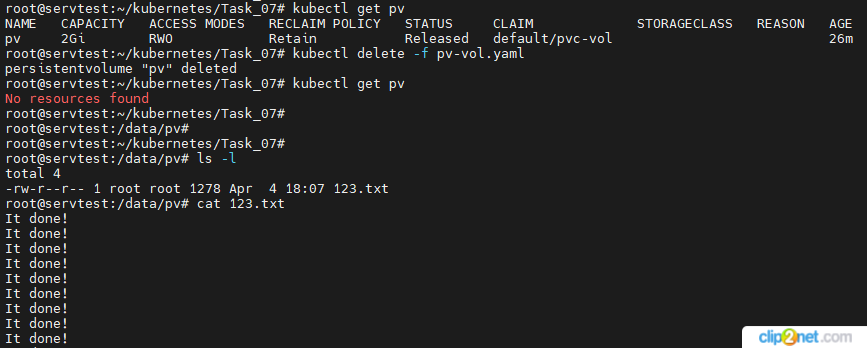 root@servtest:~/kubernetes/Task_07# kubectl get pv
NAME CAPACITY ACCESS MODES RECLAIM POLICY STATUS CLAIM STORAGECLASS REASON AGE
pv 2Gi RWO Retain Released default/pvc-vol 26m
root@servtest:~/kubernetes/Task_07# kubectl delete -f pv-vol.yaml
persistentvolume "pv" deleted
root@servtest:~/kubernetes/Task_07# kubectl get pv
No resources found
root@servtest:~/kubernetes/Task_07#
root@servtest:/data/pv#
root@servtest:~/kubernetes/Task_07#
root@servtest:/data/pv# ls -l
total 4
-rw-r--r-- 1 root root 1278 Apr  4 18:07 123.txt
root@servtest:/data/pv# cat 123.txt
It done!
It done!
It done!
It done!
It done!
It done!
It done!
It done!
It done!
clip2net.com